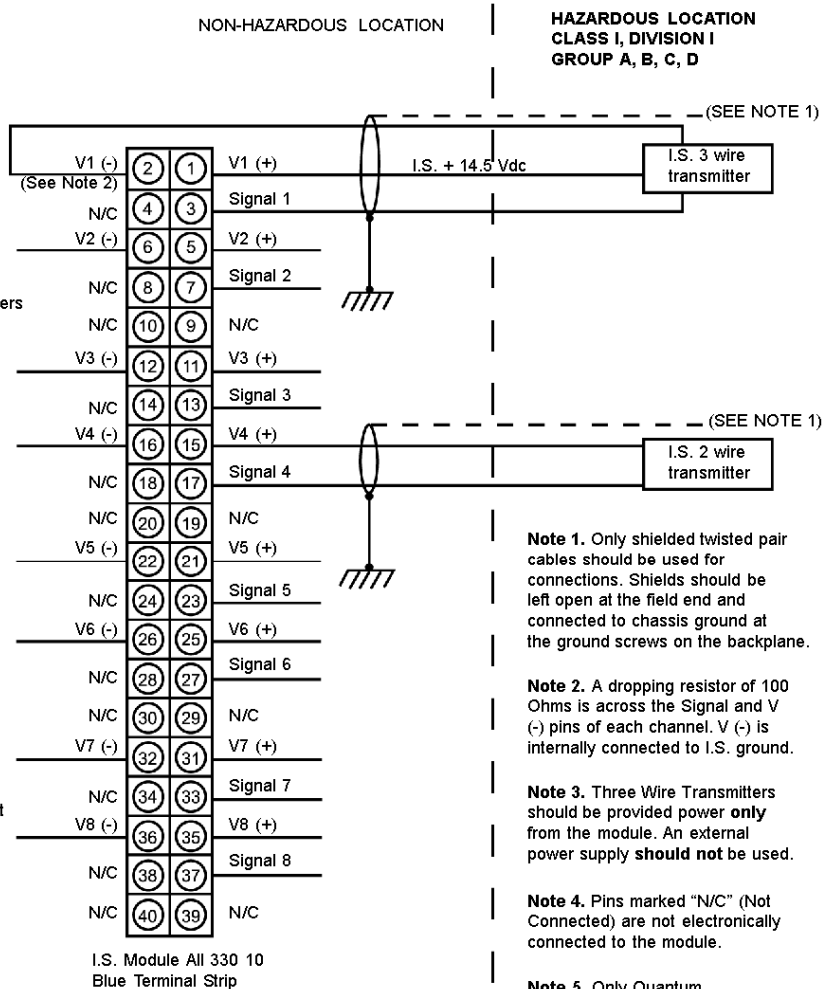 NON-HAZARDOUS LOCATION
HAZARDOUS LOCATION
CLASS I, DIVISION I
GROUP A, B, C, D
(SEE NOTE 1)
V1 (-) 2 1 V1 (+) I.S. + 14.5 Vdc
(See Note 2)
I.S. 3 wire
transmitter
N/C 4 3 Signal 1
V2 (-) 6 5 V2 (+)
N/C 8 7 Signal 2
ers
N/C 10 9 N/C
V3 (-) 12 11 V3 (+)
N/C 14 13 Signal 3
(SEE NOTE 1)
V4 (-) 16 15 V4 (+)
I.S. 2 wire
transmitter
N/C 18 17 Signal 4
N/C 20 19 N/C
V5 (-) 22 21 V5 (+)
N/C 24 23 Signal 5
V6 (-) 26 25 V6 (+)
N/C 28 27 Signal 6
N/C 30 29 N/C
V7 (-) 32 31 V7 (+)
N/C 34 33 Signal 7
t
V8 (-) 36 35 V8 (+)
N/C 38 37 Signal 8
N/C 40 39 N/C
I.S. Module AII 330 10
Blue Terminal Strip
Note 1. Only shielded twisted pair
cables should be used for
connections. Shields should be
left open at the field end and
connected to chassis ground at
the ground screws on the backplane.
Note 2. A dropping resistor of 100
Ohms is across the Signal and V
(-) pins of each channel. V (-) is
internally connected to I.S. ground.
Note 3. Three Wire Transmitters
should be provided power only
from the module. An external
power supply should not be used.
Note 4. Pins marked “N/C” (Not
Connected) are not electronically
connected to the module.
Note 5. Only Quantum